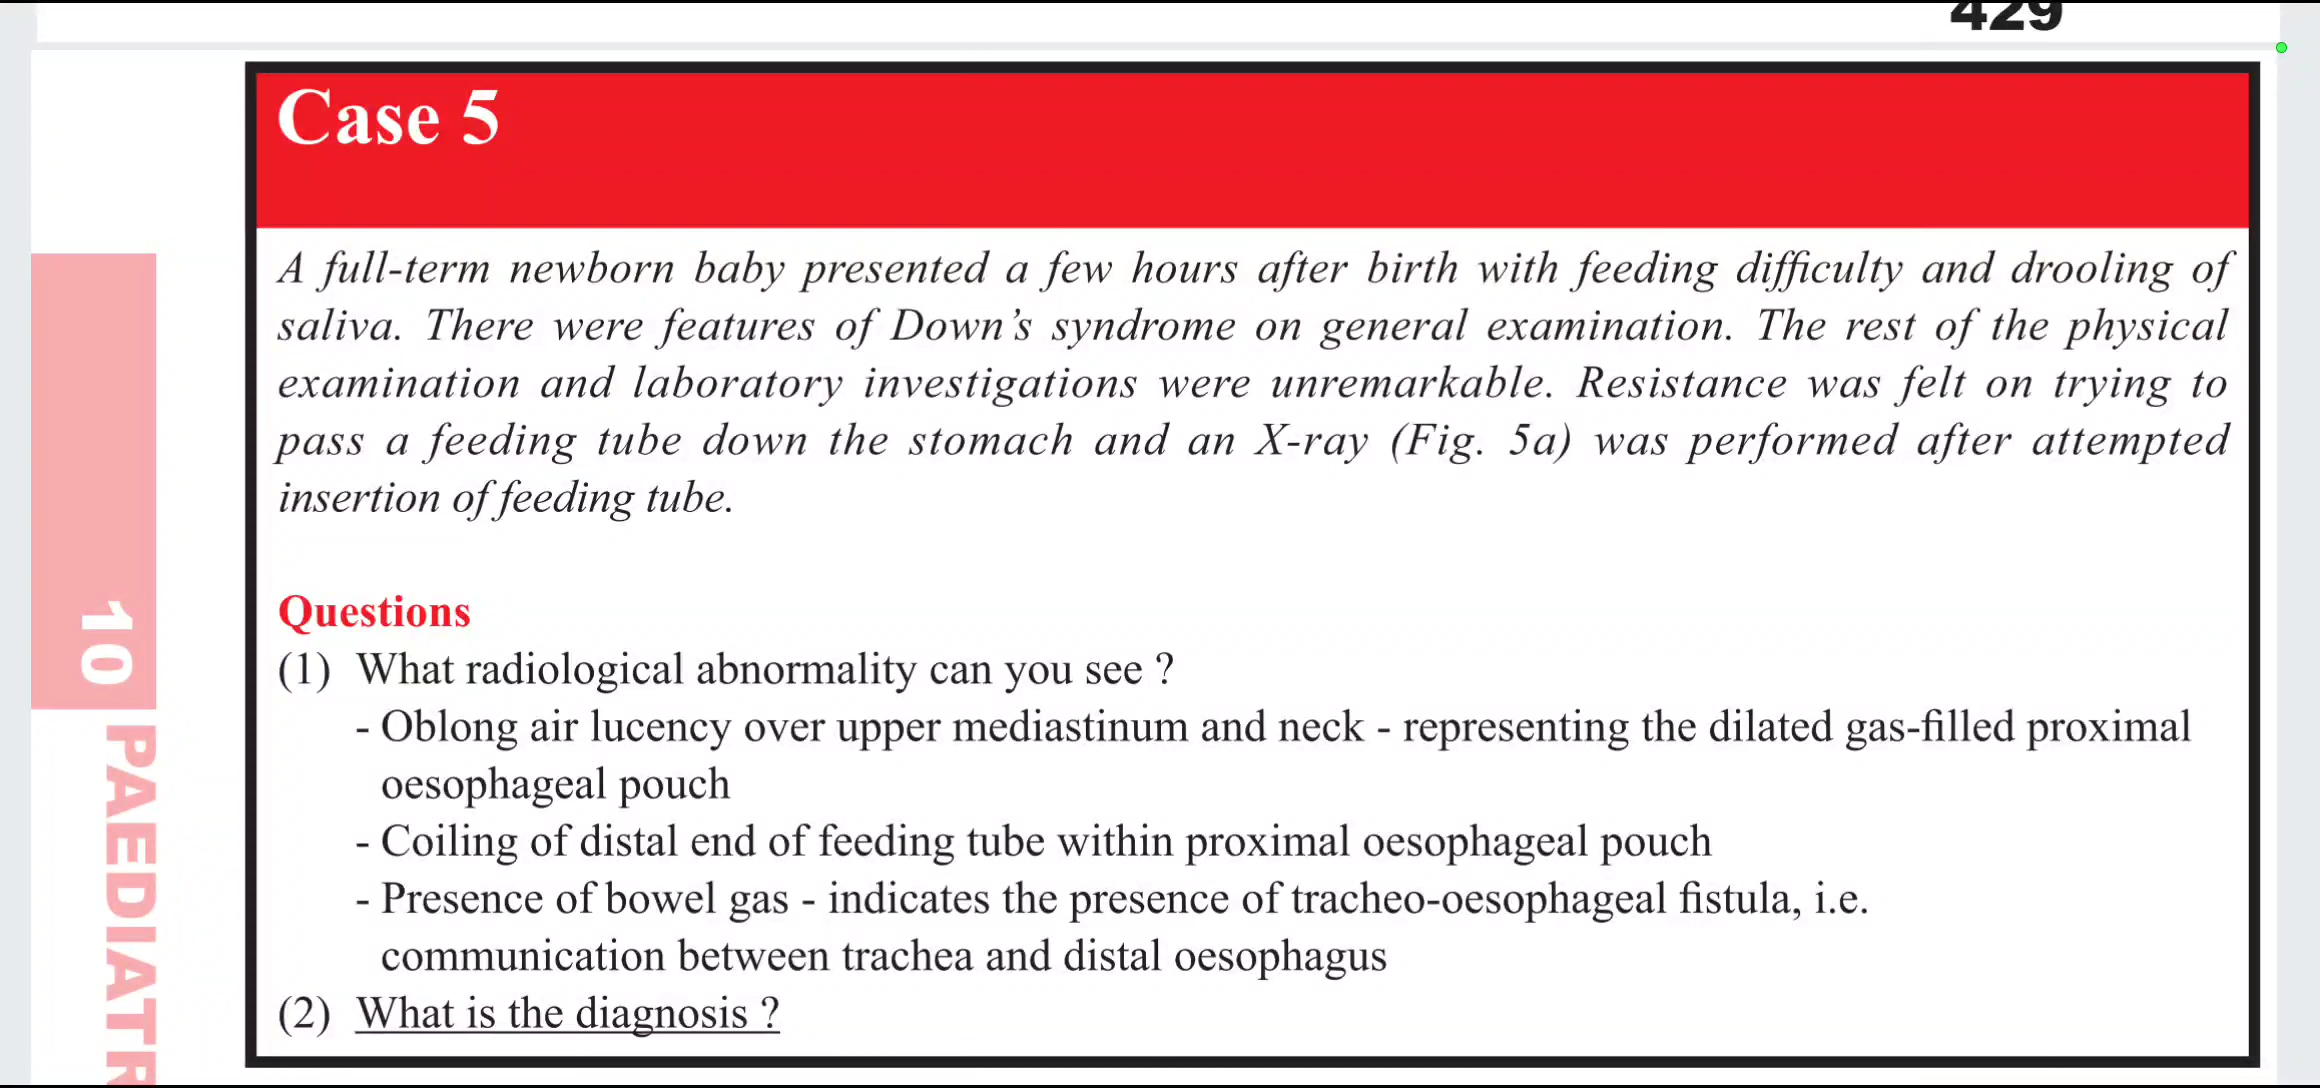 429
Case 5
A full-term newborn baby presented a few hours after birth with feeding difficulty and drooling of
saliva. There were features of Down’s syndrome on general examination. The rest of the physical
examination and laboratory investigations were unremarkable. Resistance was felt on trying to
pass a feeding tube down the stomach and an X-ray (Fig. 5a) was performed after attempted
insertion of feeding tube.
Questions
(1) What radiological abnormality can you see ?
- Oblong air lucency over upper mediastinum and neck - representing the dilated gas-filled proximal
oesophageal pouch
- Coiling of distal end of feeding tube within proximal oesophageal pouch
- Presence of bowel gas - indicates the presence of tracheo-oesophageal fistula, i.e.
communication between trachea and distal oesophagus
(2) What is the diagnosis ?
10 PAEDIATR